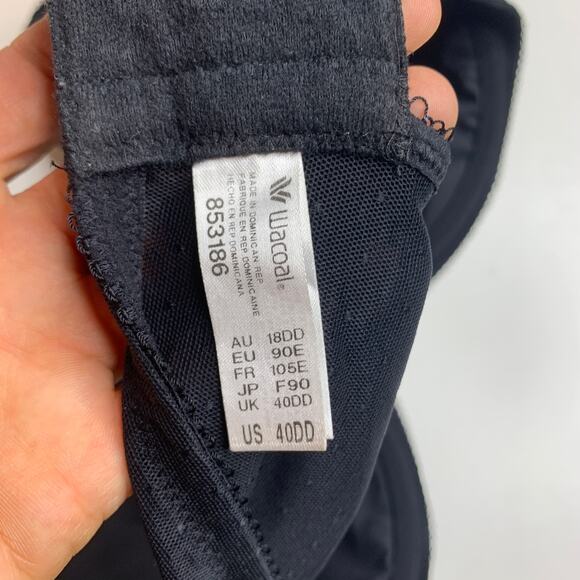 Wacoal®
MADE IN DOMINICAN REP
FABRIQUE EN REP DOMINICAINE
HECHO EN REP DOMINICANA
853186
AU 18DD
EU 90E
FR 105E
JP F90
UK 40DD
US 40DD